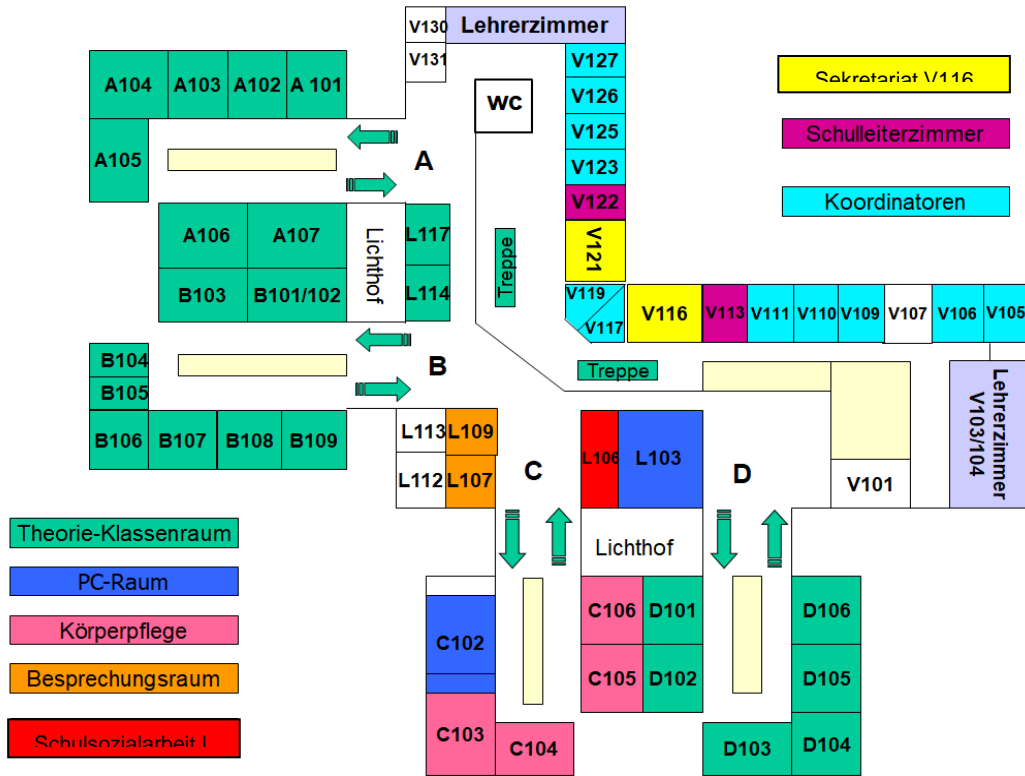 V130
Lehrerzimmer
V131
V127
V126
V125
V123
V122
V121
WC
Sekretariat V116
Schulleiterzimmer
Koordinatoren
A104
A103
A102
A 101
A105
A
A106
A107
Lichthof
L117
B103
B101/102
L114
Treppe
V119
V117
V116
V113
V111
V110
V109
V107
V106
V105
B104
B105
B
Treppe
Lehrerzimmer
V103/104
B106
B107
B108
B109
L113
L109
L112
L107
C
L106
L103
D
V101
Lichthof
Theorie-Klassenraum
PC-Raum
Körperpflege
Besprechungsraum
Schulsozialarbeit
C102
C103
C104
C106
D101
C105
D102
D106
D105
D103
D104